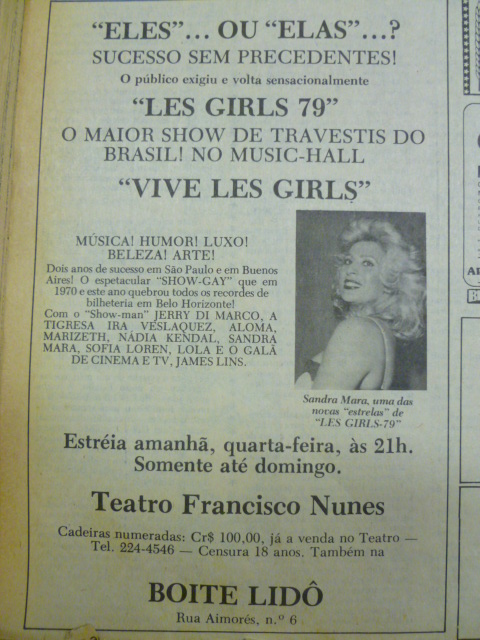 "ELES"... OU "ELAS"...?
SUCESSO SEM PRECEDENTES!
O público exigiu e volta sensacionalmente
"LES GIRLS 79"
O MAIOR SHOW DE TRAVESTIS DO
BRASIL! NO MUSIC-HALL
"VIVE LES GIRLS"
MÚSICA! HUMOR! LUXO!
BELEZA! ARTE!
Dois anos de sucesso em São Paulo e em Buenos
Aires! O espetacular "SHOW-GAY" que em
1970 e este ano quebrou todos os recordes de
bilheteria em Belo Horizonte!
Com o "Show-man" JERRY DI MARCO, A
TIGRESA IRA VESLAQUEZ, ALOMA,
MARIZETH, NÁDIA KENDAL, SANDRA
MARA, SOFIA LOREN, LOLA E O GALÃ
DE CINEMA E TV, JAMES LINS.
Sandra Mara, uma das
novas "estrelas" de
"LES GIRLS-79"
Estréia amanhã, quarta-feira, às 21h.
Somente até domingo.
Teatro Francisco Nunes
Cadeiras numeradas: Cr$ 100,00, já a venda no Teatro —
Tel. 224-4546 — Censura 18 anos. Também na
BOITE LIDÔ
Rua Aimorés, n.º 6